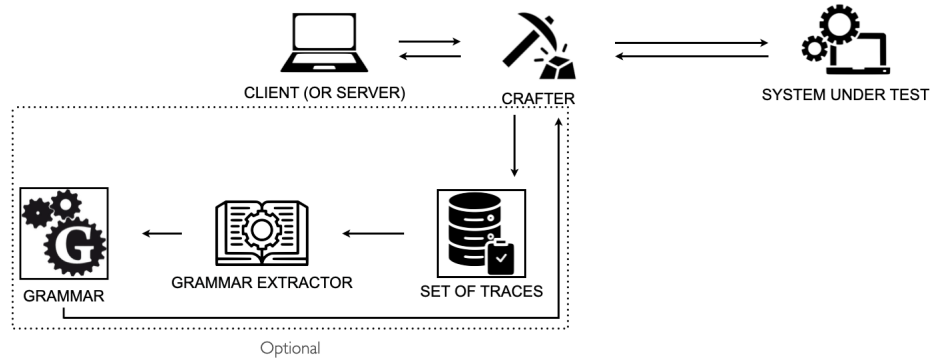 CLIENT (OR SERVER)
CRAFTER
SYSTEM UNDER TEST
G
GRAMMAR
GRAMMAR EXTRACTOR
SET OF TRACES
Optional